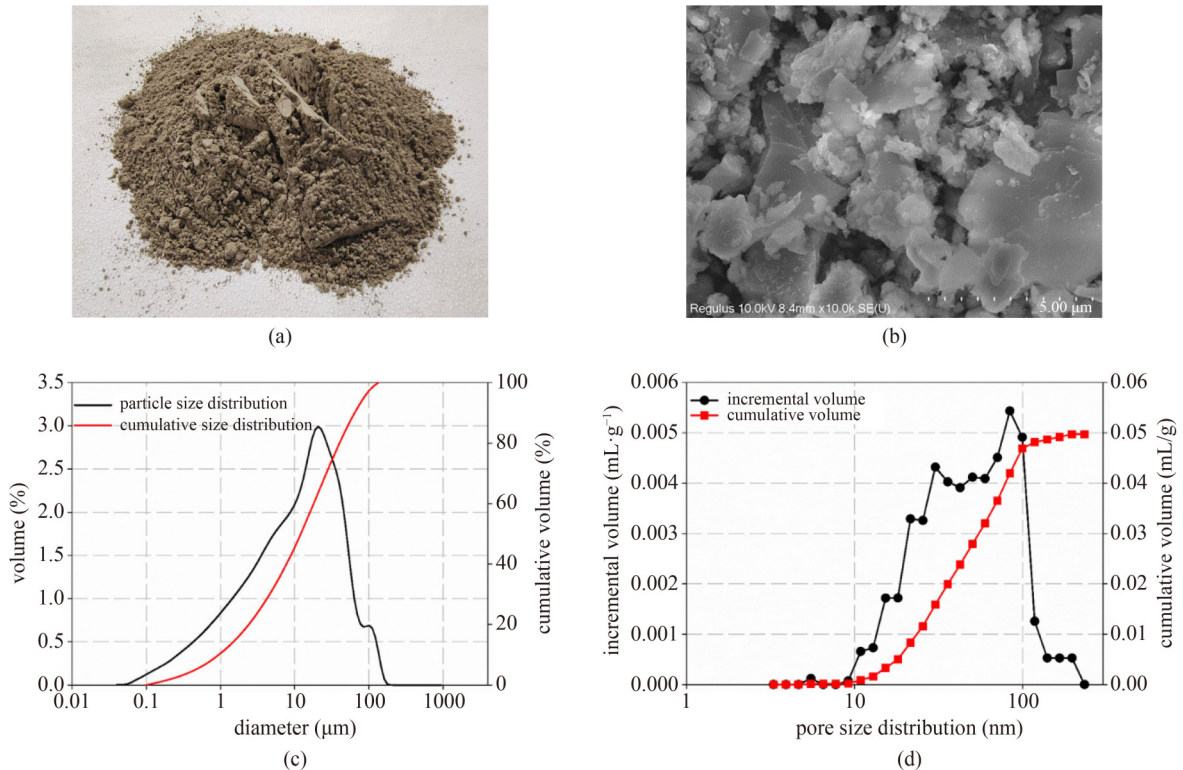 Regulus 10.0kV 8.4mm x10.0k SE(U)
5.00 μm
(a)
(b)
3.5
3.0
2.5
2.0
1.5
1.0
0.5
0.0
volume (%)
particle size distribution
cumulative size distribution
100
80
60
40
20
0
cumulative volume (%)
0.01
0.1
1
10
100
1000
diameter (μm)
(c)
0.006
0.005
0.004
0.003
0.002
0.001
0.000
incremental volume (mL·g⁻¹)
incremental volume
cumulative volume
0.06
0.05
0.04
0.03
0.02
0.01
0.00
cumulative volume (mL/g)
1
10
100
pore size distribution (nm)
(d)